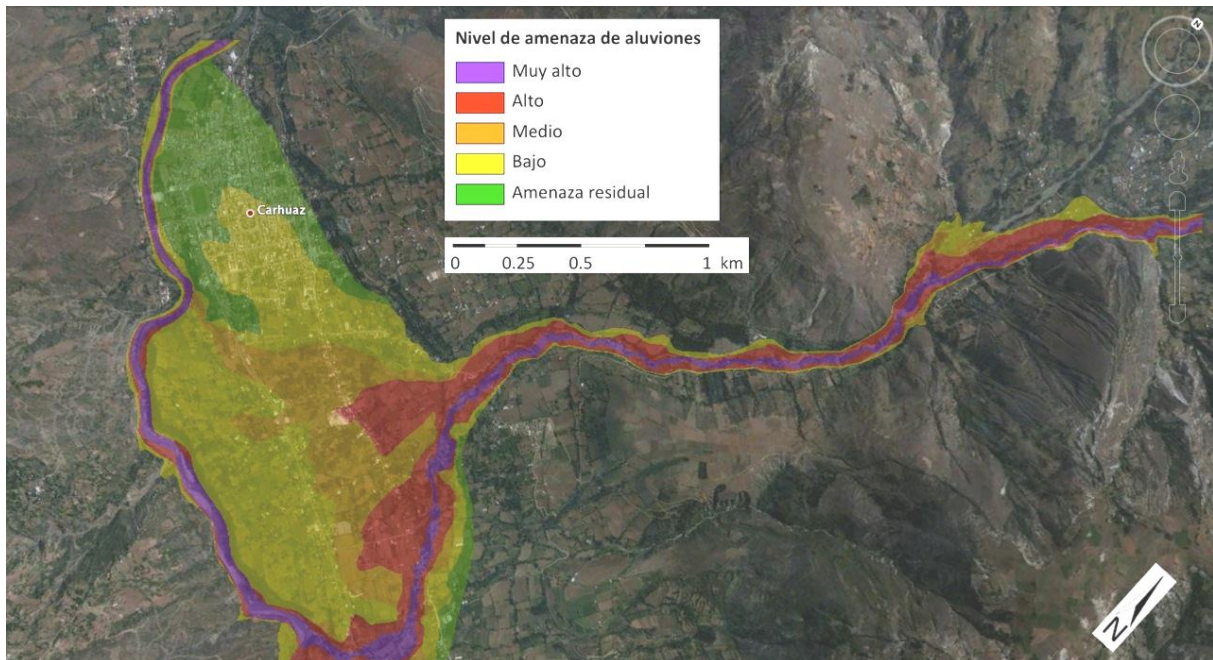 Nivel de amenaza de aluviones
Muy alto
Alto
Medio
Bajo
Amenaza residual
Carhuaz
0 0.25 0.5 1 km
N
N